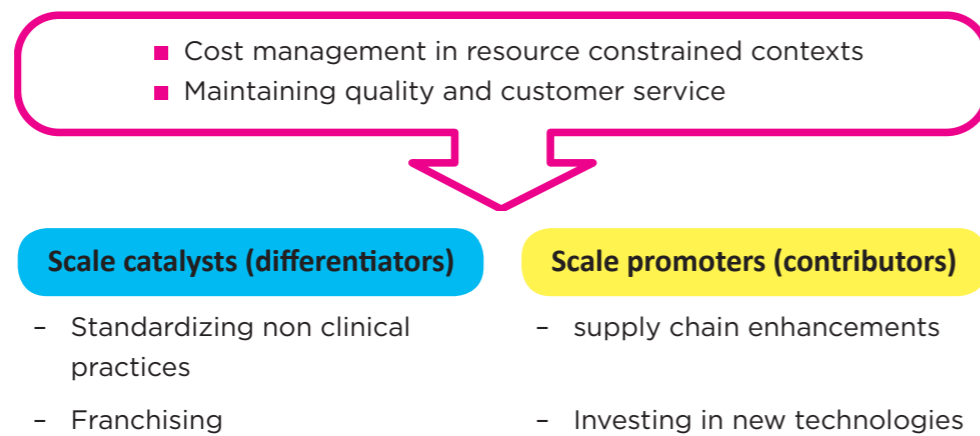 ■ Cost management in resource constrained contexts
■ Maintaining quality and customer service
Scale catalysts (differentiators)
Scale promoters (contributors)
– Standardizing non clinical
practices
– supply chain enhancements
– Franchising
– Investing in new technologies